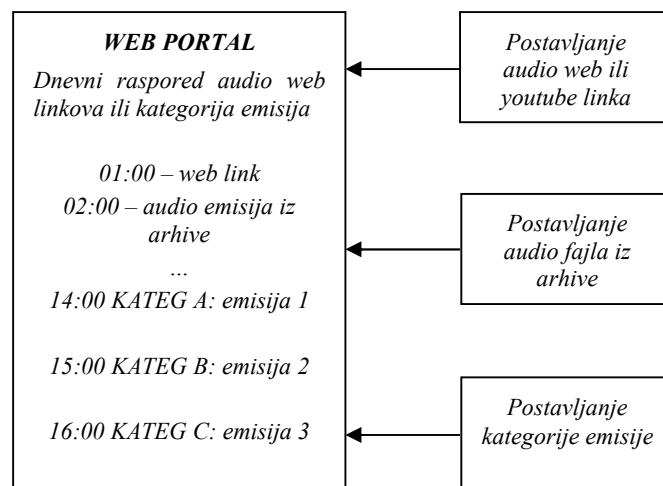 WEB PORTAL
Dnevni raspored audio web
linkova ili kategorija emisija
01:00 – web link
02:00 – audio emisija iz
arhive
...
14:00 KATEG A: emisija 1
15:00 KATEG B: emisija 2
16:00 KATEG C: emisija 3
Postavljanje
audio web ili
youtube linka
Postavljanje
audio fajla iz
arhive
Postavljanje
kategorije emisije